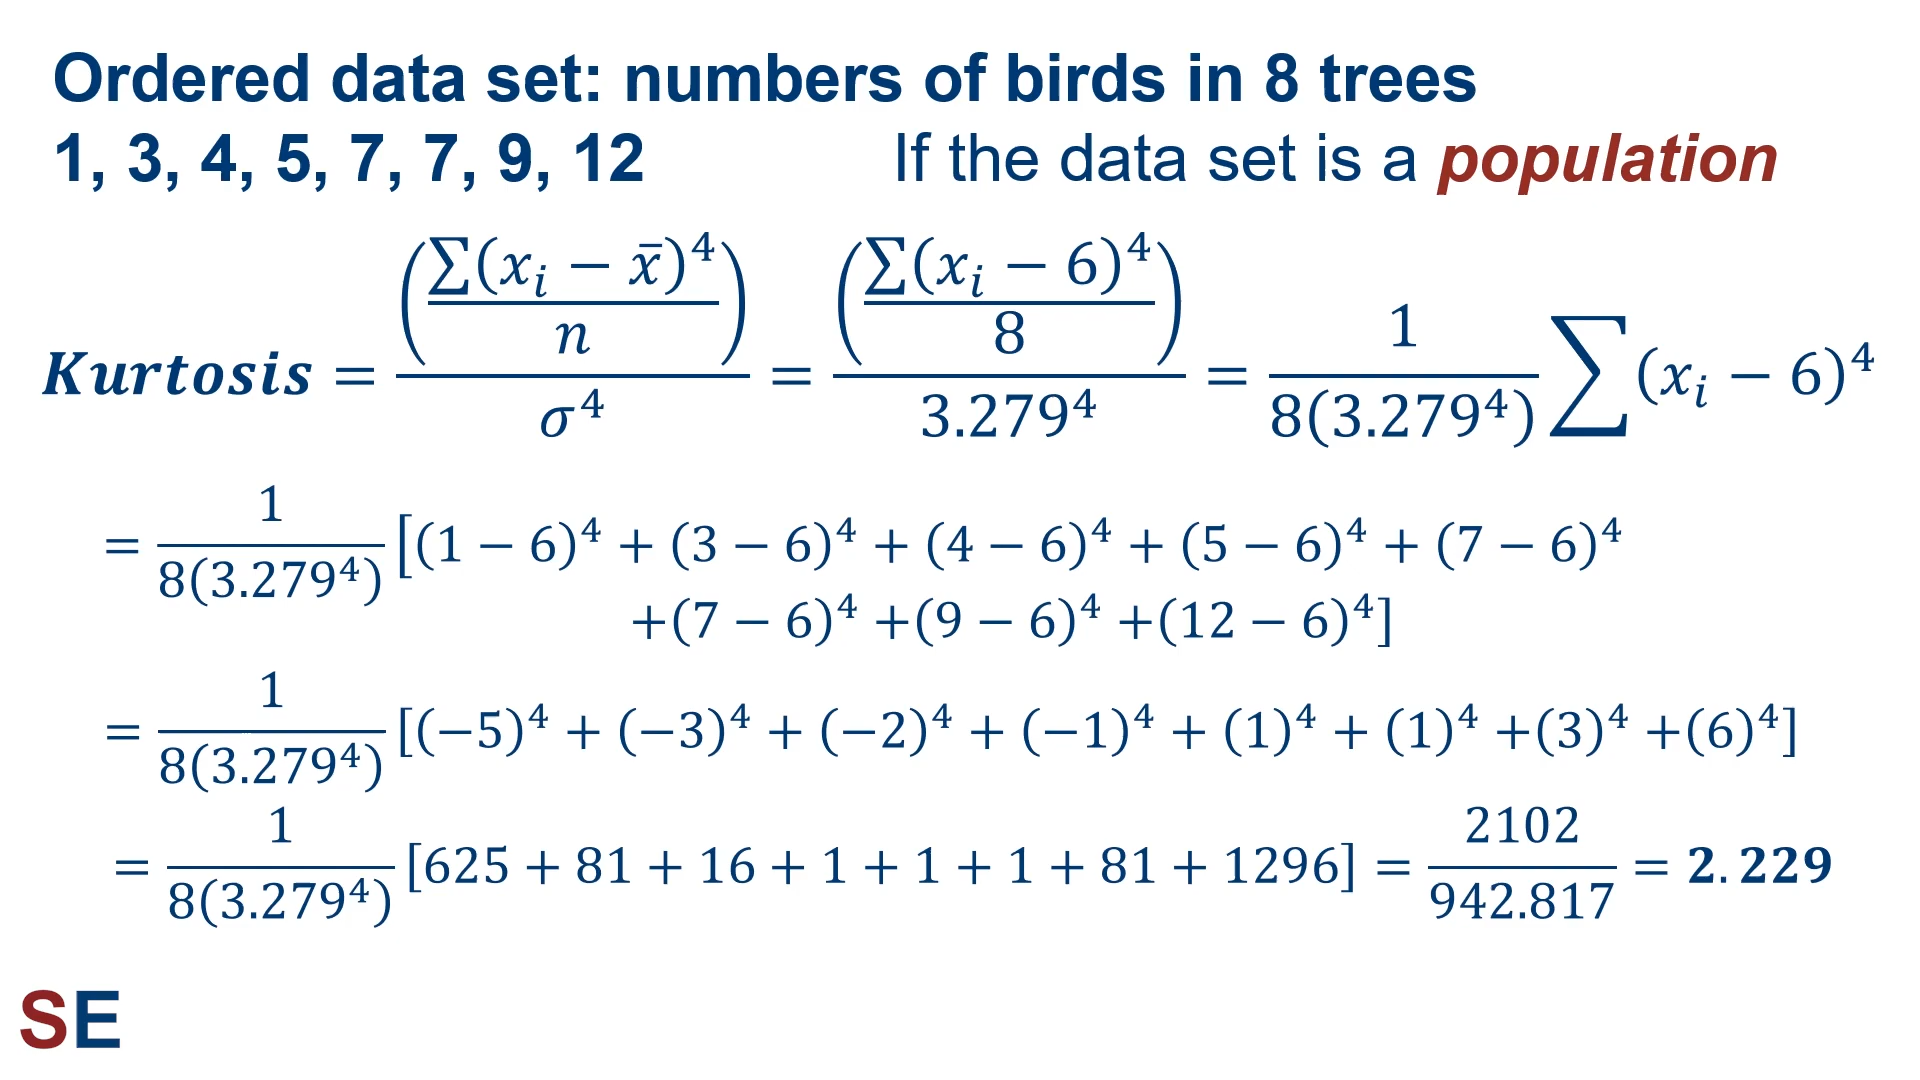 Ordered data set: numbers of birds in 8 trees
1, 3, 4, 5, 7, 7, 9, 12 If the data set is a population
Kurtosis = (∑(xᵢ − x̄)⁴ / n) / σ⁴ = (∑(xᵢ − 6)⁴ / 8) / 3.279⁴ = 1 / 8(3.279⁴) ∑(xᵢ − 6)⁴
= 1 / 8(3.279⁴) [(1 − 6)⁴ + (3 − 6)⁴ + (4 − 6)⁴ + (5 − 6)⁴ + (7 − 6)⁴
+(7 − 6)⁴ +(9 − 6)⁴ +(12 − 6)⁴]
= 1 / 8(3.279⁴) [(−5)⁴ + (−3)⁴ + (−2)⁴ + (−1)⁴ + (1)⁴ + (1)⁴ +(3)⁴ +(6)⁴]
= 1 / 8(3.279⁴) [625 + 81 + 16 + 1 + 1 + 1 + 81 + 1296] = 2102 / 942.817 = 2.229
SE